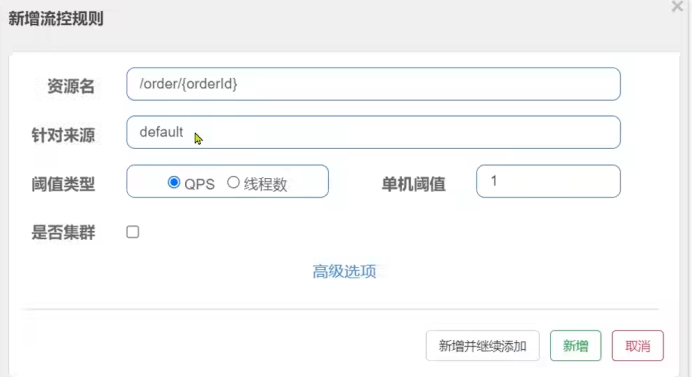 新增流控规则
资源名 /order/{orderId}
针对来源 default
阈值类型 QPS 线程数 单机阈值 1
是否集群
高级选项
新增并继续添加 新增 取消